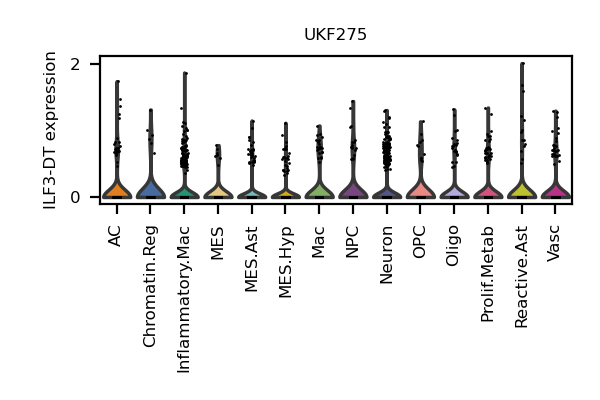 UKF275
ILF3-DT expression
2
0
AC
Chromatin.Reg
Inflammatory.Mac
MES
MES.Ast
MES.Hyp
Mac
NPC
Neuron
OPC
Oligo
Prolif.Metab
Reactive.Ast
Vasc